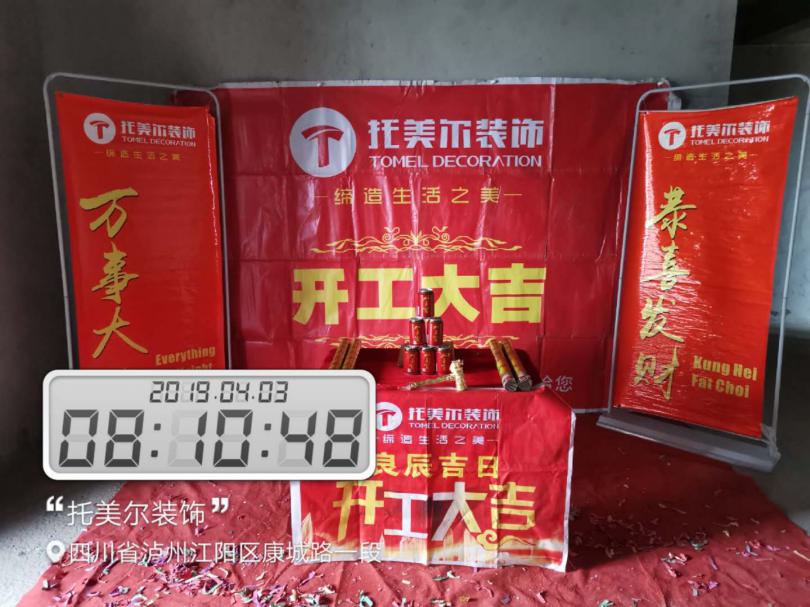 托美尔装饰
TOMEL DECORATION
缔造生活之美
万事大
Everything
托美尔装饰
TOMEL DECORATION
缔造生活之美
开工大吉
给您
托美尔装饰
TOMEL DECORATION
缔造生活之美
恭喜发财
Kung Hei
Fat Choi
托美尔装饰
TOMEL DECORATION
缔造生活之美
良辰吉日
开工大吉
2019.04.03
08:10:48
“托美尔装饰”
四川省泸州江阳区康城路一段